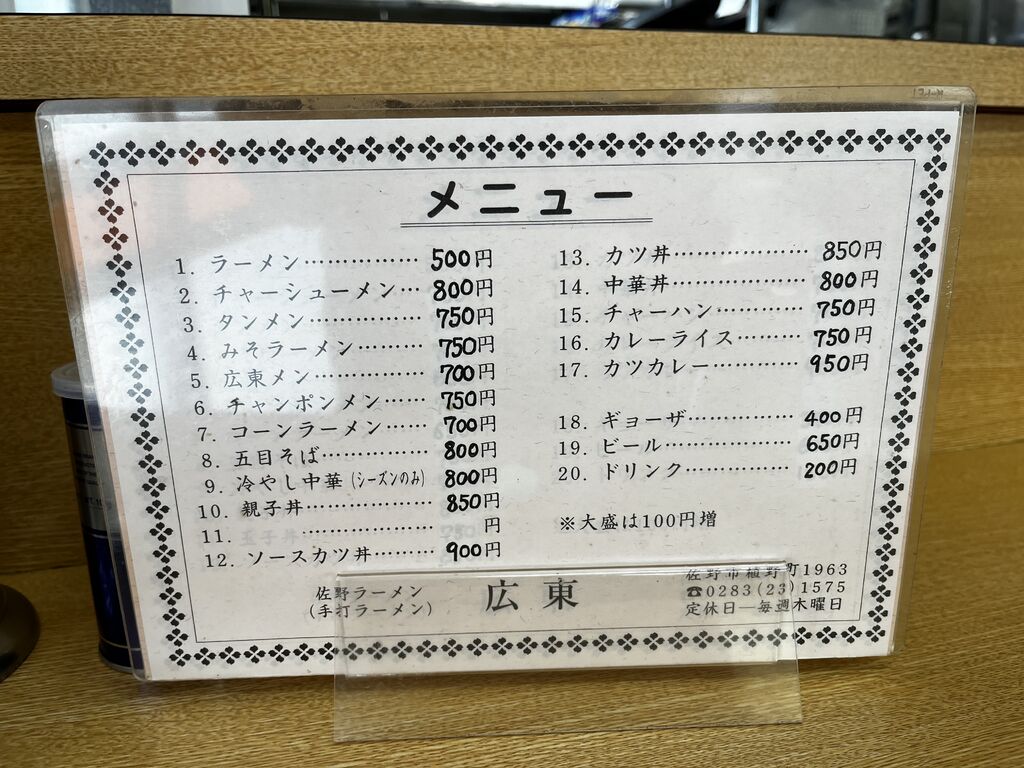 メニュー
1. ラーメン…………… 500円
2. チャーシューメン… 800円
3. タンメン…………… 750円
4. みそラーメン……… 750円
5. 広東メン…………… 700円
6. チャンポンメン…… 750円
7. コーンラーメン…… 700円
8. 五目そば…………… 800円
9. 冷やし中華(シーズンのみ) 800円
10. 親子丼…………… 850円
11. …………… 円
12. ソースカツ丼……… 900円
13. カツ丼…………… 850円
14. 中華丼…………… 800円
15. チャーハン………… 750円
16. カレーライス……… 750円
17. カツカレー………… 950円
18. ギョーザ………… 400円
19. ビール…………… 650円
20. ドリンク…………… 200円
※大盛は100円増
佐野ラーメン
(手打ラーメン)
広東
佐野市植野町1963
☎0283(23)1575
定休日―毎週木曜日